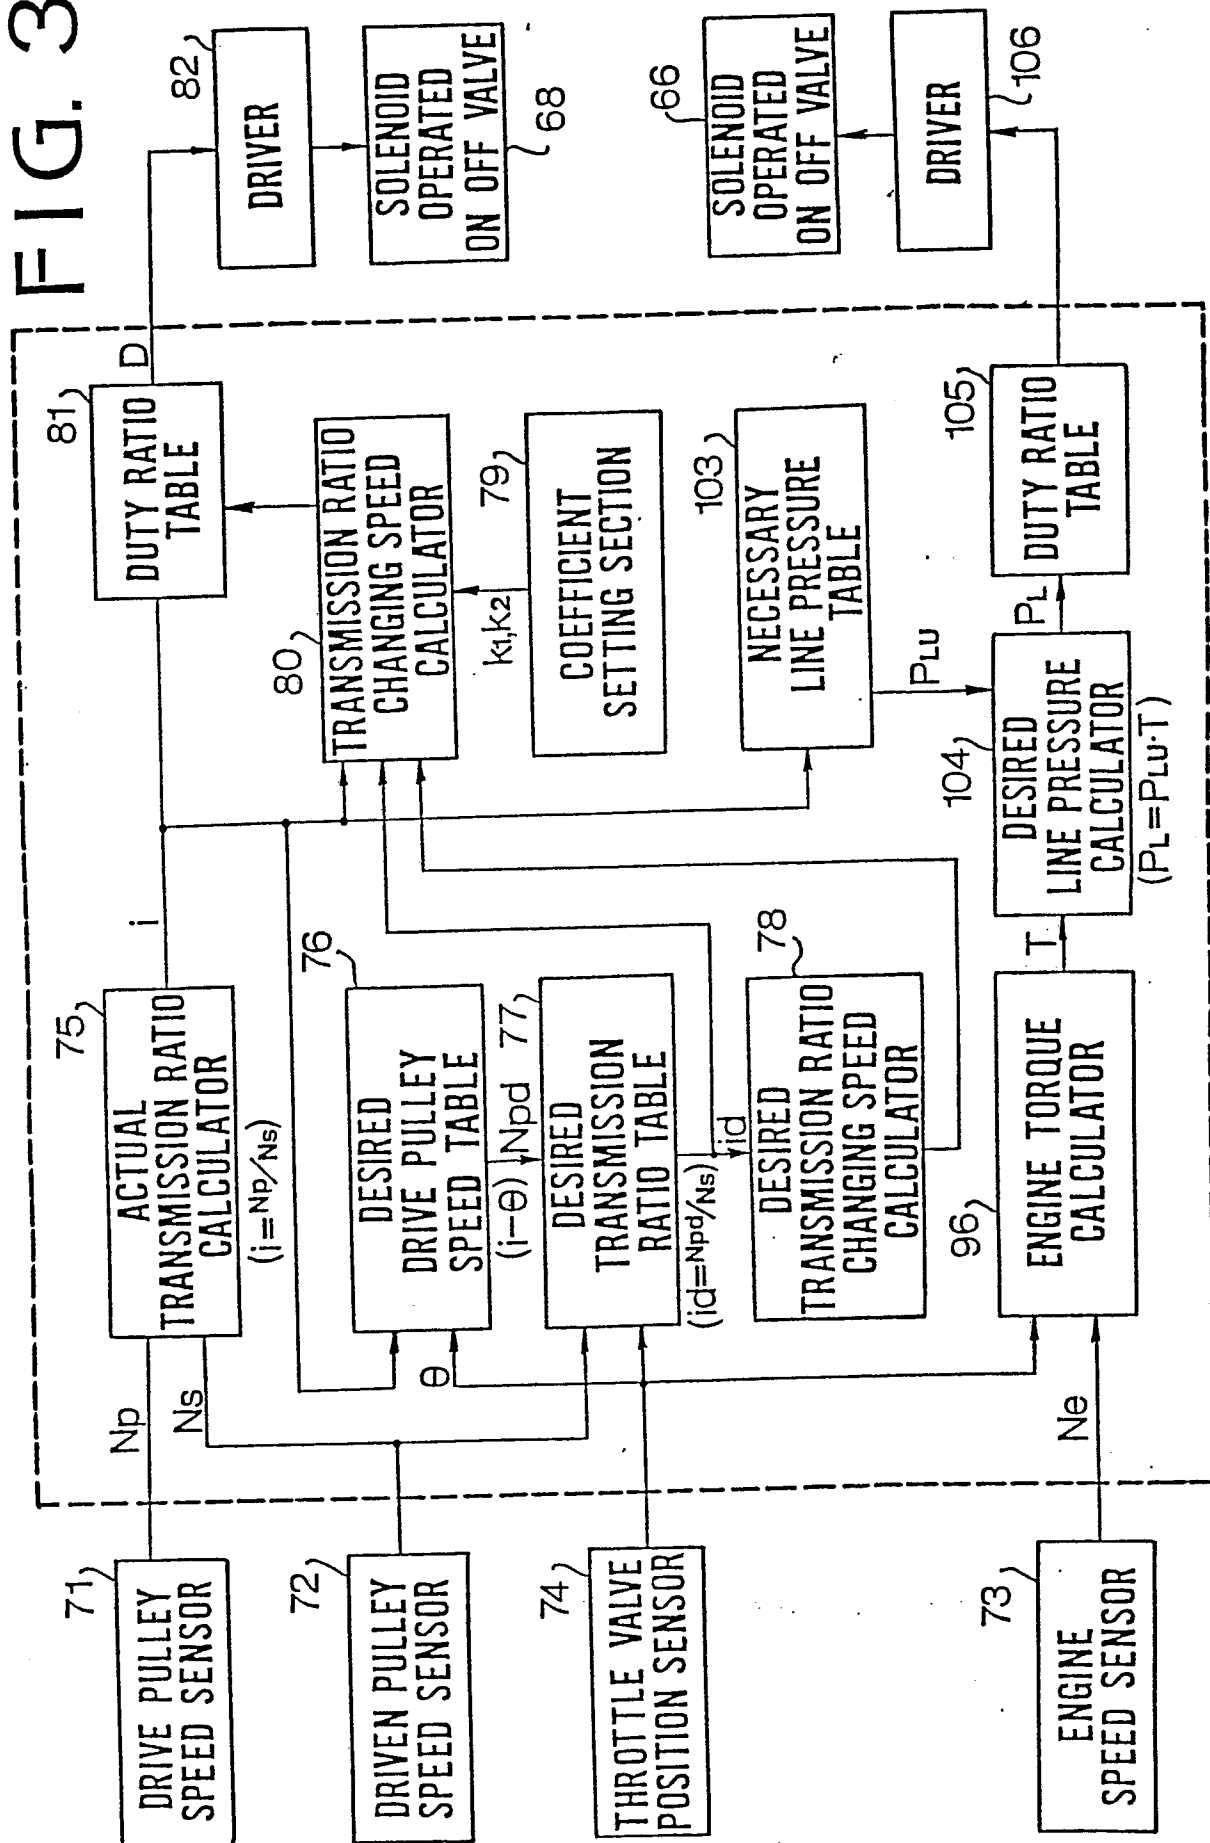 FIG. 3
71
DRIVE PULLEY
SPEED SENSOR
72
DRIVEN PULLEY
SPEED SENSOR
74
THROTTLE VALVE
POSITION SENSOR
73
ENGINE
SPEED SENSOR
Np
Ns
θ
Ne
75
ACTUAL
TRANSMISSION RATIO
CALCULATOR
(i=Np/Ns)
i
76
DESIRED
DRIVE PULLEY
SPEED TABLE
(i-θ)
Npd
77
DESIRED
TRANSMISSION
RATIO TABLE
(id=Npd/Ns)
id
78
DESIRED
TRANSMISSION RATIO
CHANGING SPEED
CALCULATOR
96
ENGINE TORQUE
CALCULATOR
T
81
DUTY RATIO
TABLE
D
80
TRANSMISSION RATIO
CHANGING SPEED
CALCULATOR
k1,k2
79
COEFFICIENT
SETTING SECTION
103
NECESSARY
LINE PRESSURE
TABLE
PLU
104
DESIRED
LINE PRESSURE
CALCULATOR
(PL=PLU·T)
PL
105
DUTY RATIO
TABLE
82
DRIVER
SOLENOID
OPERATED
ON OFF VALVE
68
66
SOLENOID
OPERATED
ON OFF VALVE
DRIVER
106